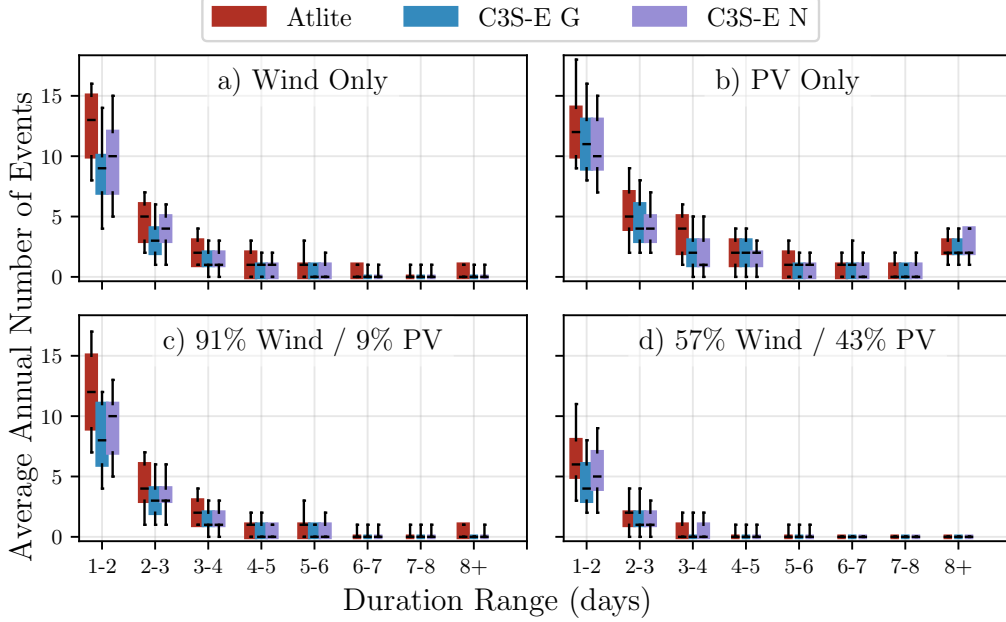 Atlite C3S-E G C3S-E N
a) Wind Only
b) PV Only
15
10
5
0
c) 91% Wind / 9% PV
d) 57% Wind / 43% PV
15
10
5
0
1-2 2-3 3-4 4-5 5-6 6-7 7-8 8+
1-2 2-3 3-4 4-5 5-6 6-7 7-8 8+
Average Annual Number of Events
Duration Range (days)